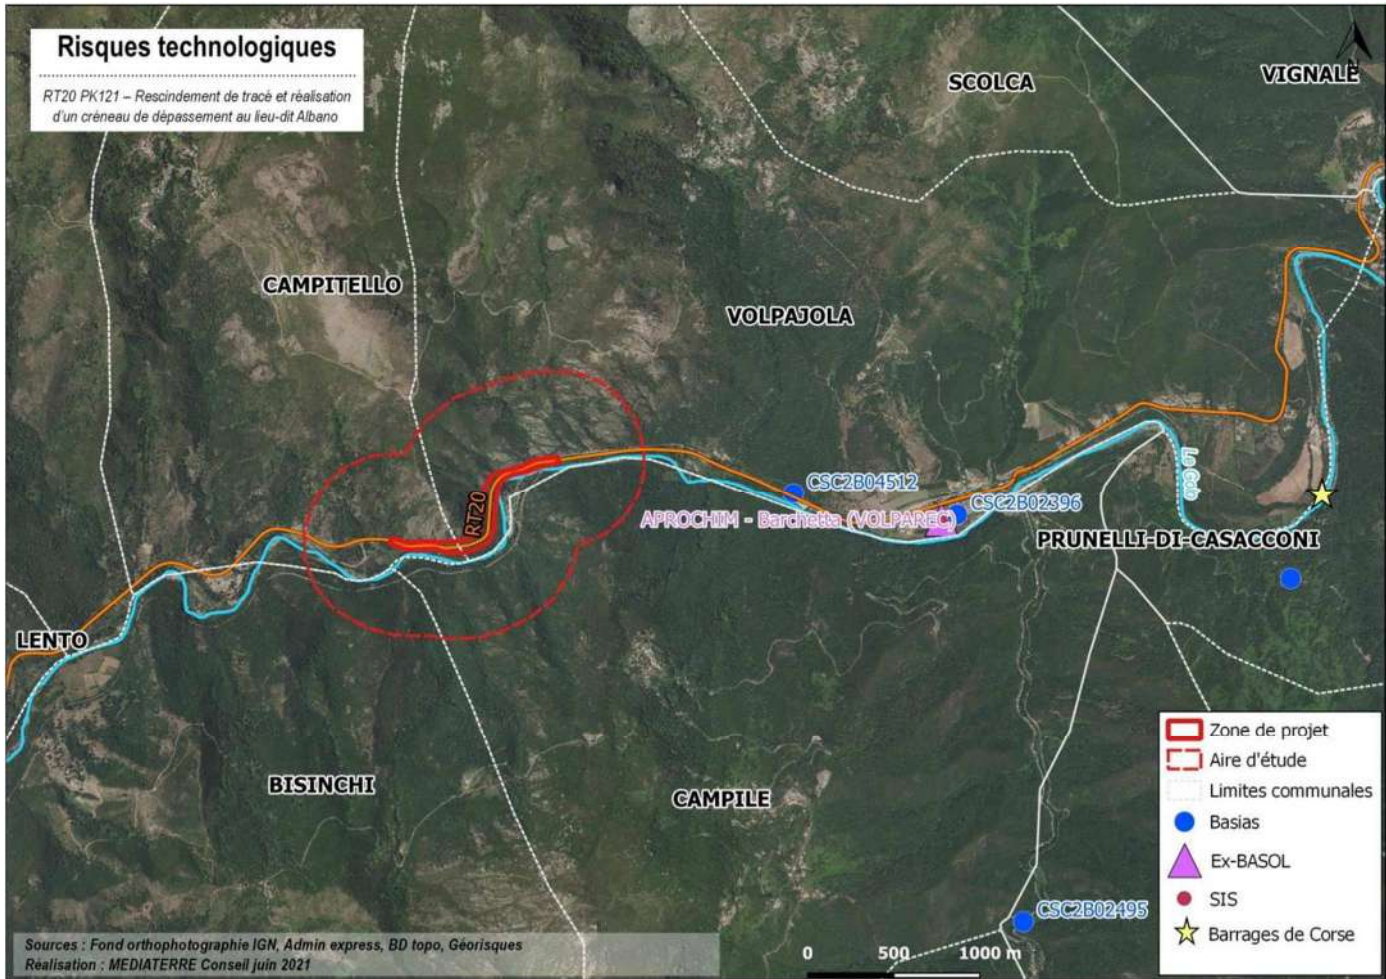 Risques technologiques
RT20 PK121 – Rescindement de tracé et réalisation
d'un créneau de dépassement au lieu-dit Albano
N
SCOLCA
VIGNALE
CAMPITELLO
VOLPAJOLA
RT20
CSC2B04512
CSC2B02396
APROCHIM - Barchetta (VOLPAREC)
Le Golo
PRUNELLI-DI-CASACCONI
LENTO
BISINCHI
CAMPILE
CSC2B02495
Zone de projet
Aire d'étude
Limites communales
Basias
Ex-BASOL
SIS
Barrages de Corse
Sources : Fond orthophotographie IGN, Admin express, BD topo, Géorisques
Réalisation : MEDIATERRE Conseil juin 2021
0 500 1000 m